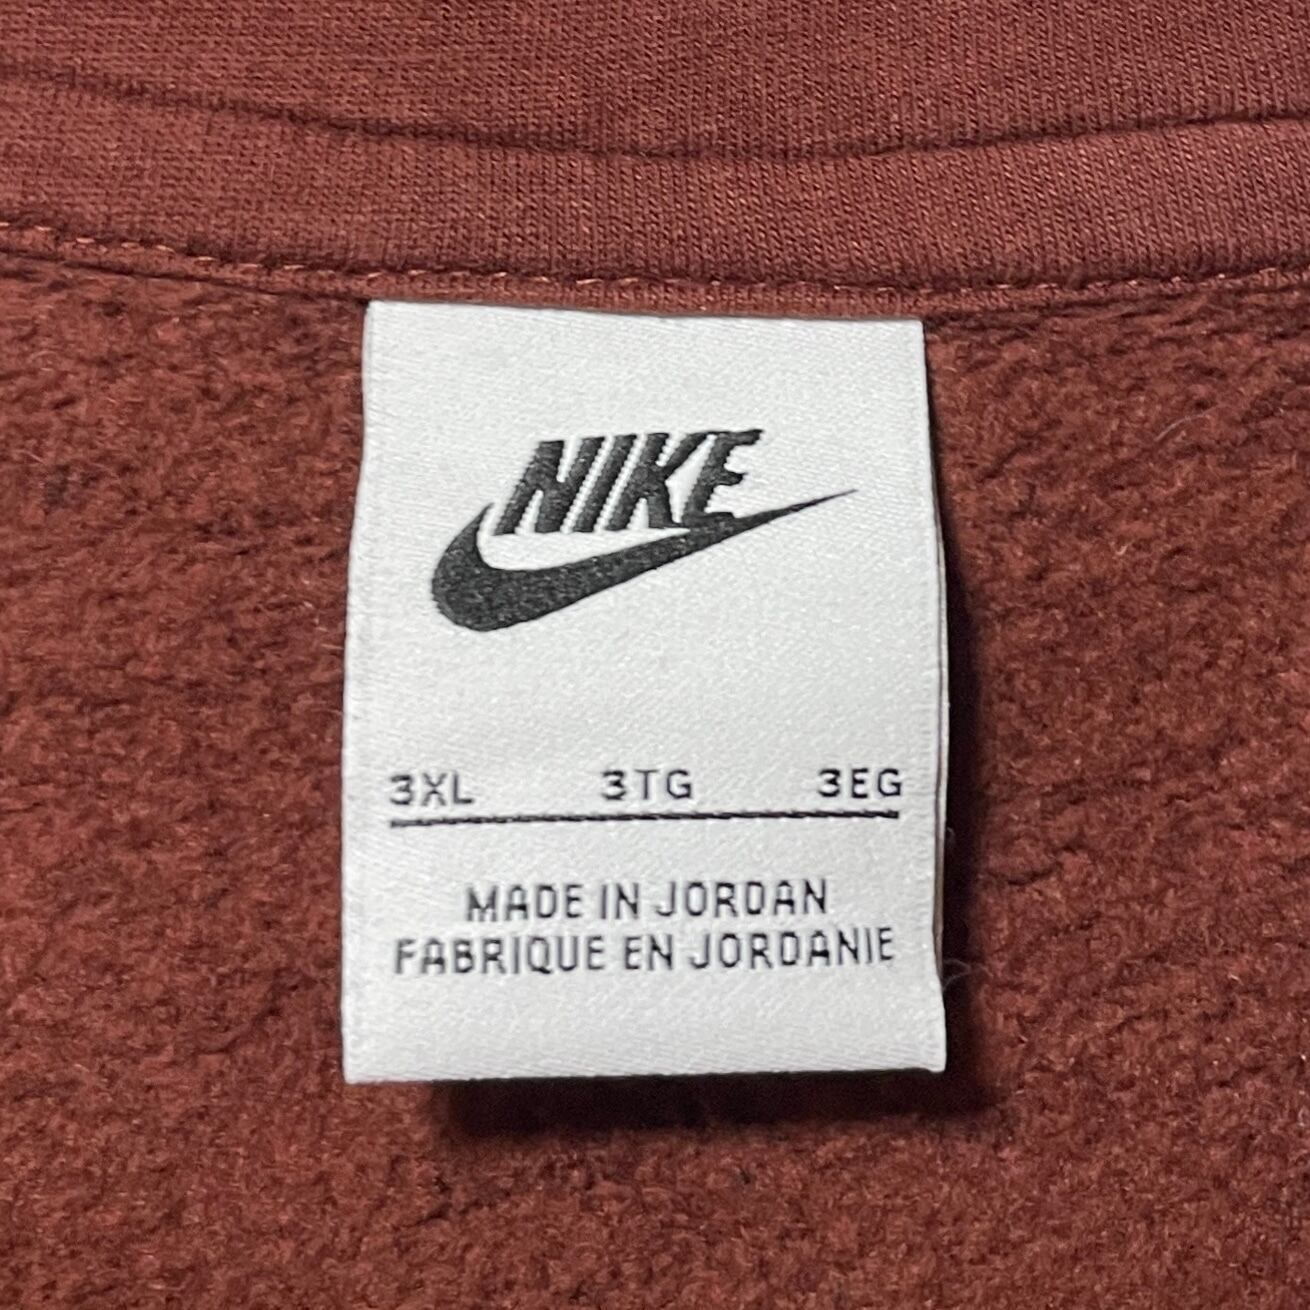 NIKE
3XL 3TG 3EG
MADE IN JORDAN
FABRIQUE EN JORDANIE